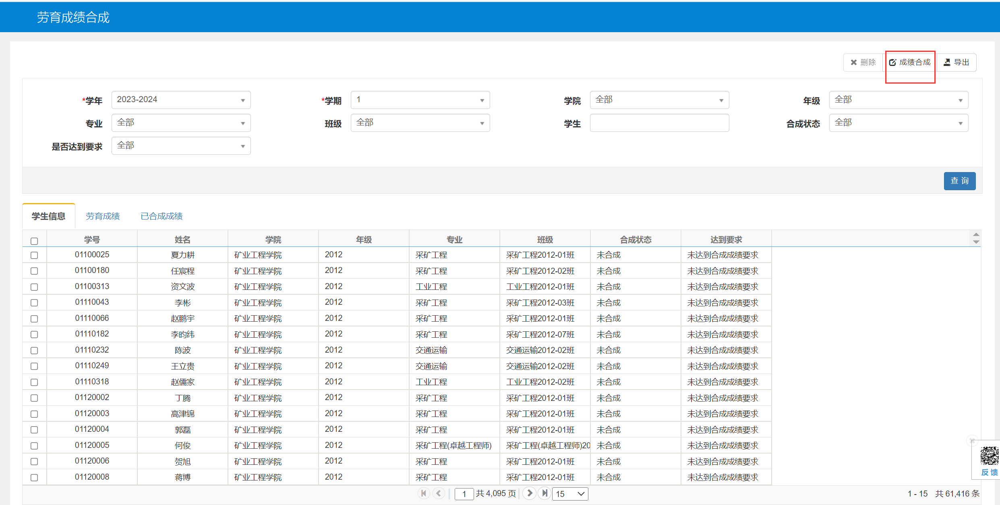 劳育成绩合成
删除 成绩合成 导出
*学年 2023-2024 *学期 1 学院 全部 年级 全部
专业 全部 班级 全部 学生 合成状态 全部
是否达到要求 全部
查 询
学生信息 劳育成绩 已合成成绩
学号 姓名 学院 年级 专业 班级 合成状态 达到要求
01100025 夏力耕 矿业工程学院 2012 采矿工程 采矿工程2012-01班 未合成 未达到合成成绩要求
01100180 任宸程 矿业工程学院 2012 采矿工程 采矿工程2012-02班 未合成 未达到合成成绩要求
01100313 资文波 矿业工程学院 2012 工业工程 工业工程2012-01班 未合成 未达到合成成绩要求
01110043 李彬 矿业工程学院 2012 采矿工程 采矿工程2012-03班 未合成 未达到合成成绩要求
01110066 赵鹏宇 矿业工程学院 2012 采矿工程 采矿工程2012-01班 未合成 未达到合成成绩要求
01110182 李昀纬 矿业工程学院 2012 采矿工程 采矿工程2012-07班 未合成 未达到合成成绩要求
01110232 陈波 矿业工程学院 2012 交通运输 交通运输2012-02班 未合成 未达到合成成绩要求
01110249 王立贵 矿业工程学院 2012 交通运输 交通运输2012-02班 未合成 未达到合成成绩要求
01110318 赵儒家 矿业工程学院 2012 工业工程 工业工程2012-02班 未合成 未达到合成成绩要求
01120002 丁腾 矿业工程学院 2012 采矿工程 采矿工程2012-01班 未合成 未达到合成成绩要求
01120003 高津锦 矿业工程学院 2012 采矿工程 采矿工程2012-01班 未合成 未达到合成成绩要求
01120004 郭磊 矿业工程学院 2012 采矿工程 采矿工程2012-01班 未合成 未达到合成成绩要求
01120005 何俊 矿业工程学院 2012 采矿工程(卓越工程师) 采矿工程(卓越工程师)20 未合成 未达到合成成绩要求
01120006 贺旭 矿业工程学院 2012 采矿工程 采矿工程2012-01班 未合成 未达到合成成绩要求
01120008 蒋博 矿业工程学院 2012 采矿工程 采矿工程2012-01班 未合成 未达到合成成绩要求
反馈
1 共 4,095 页 15 1 - 15 共 61,416 条